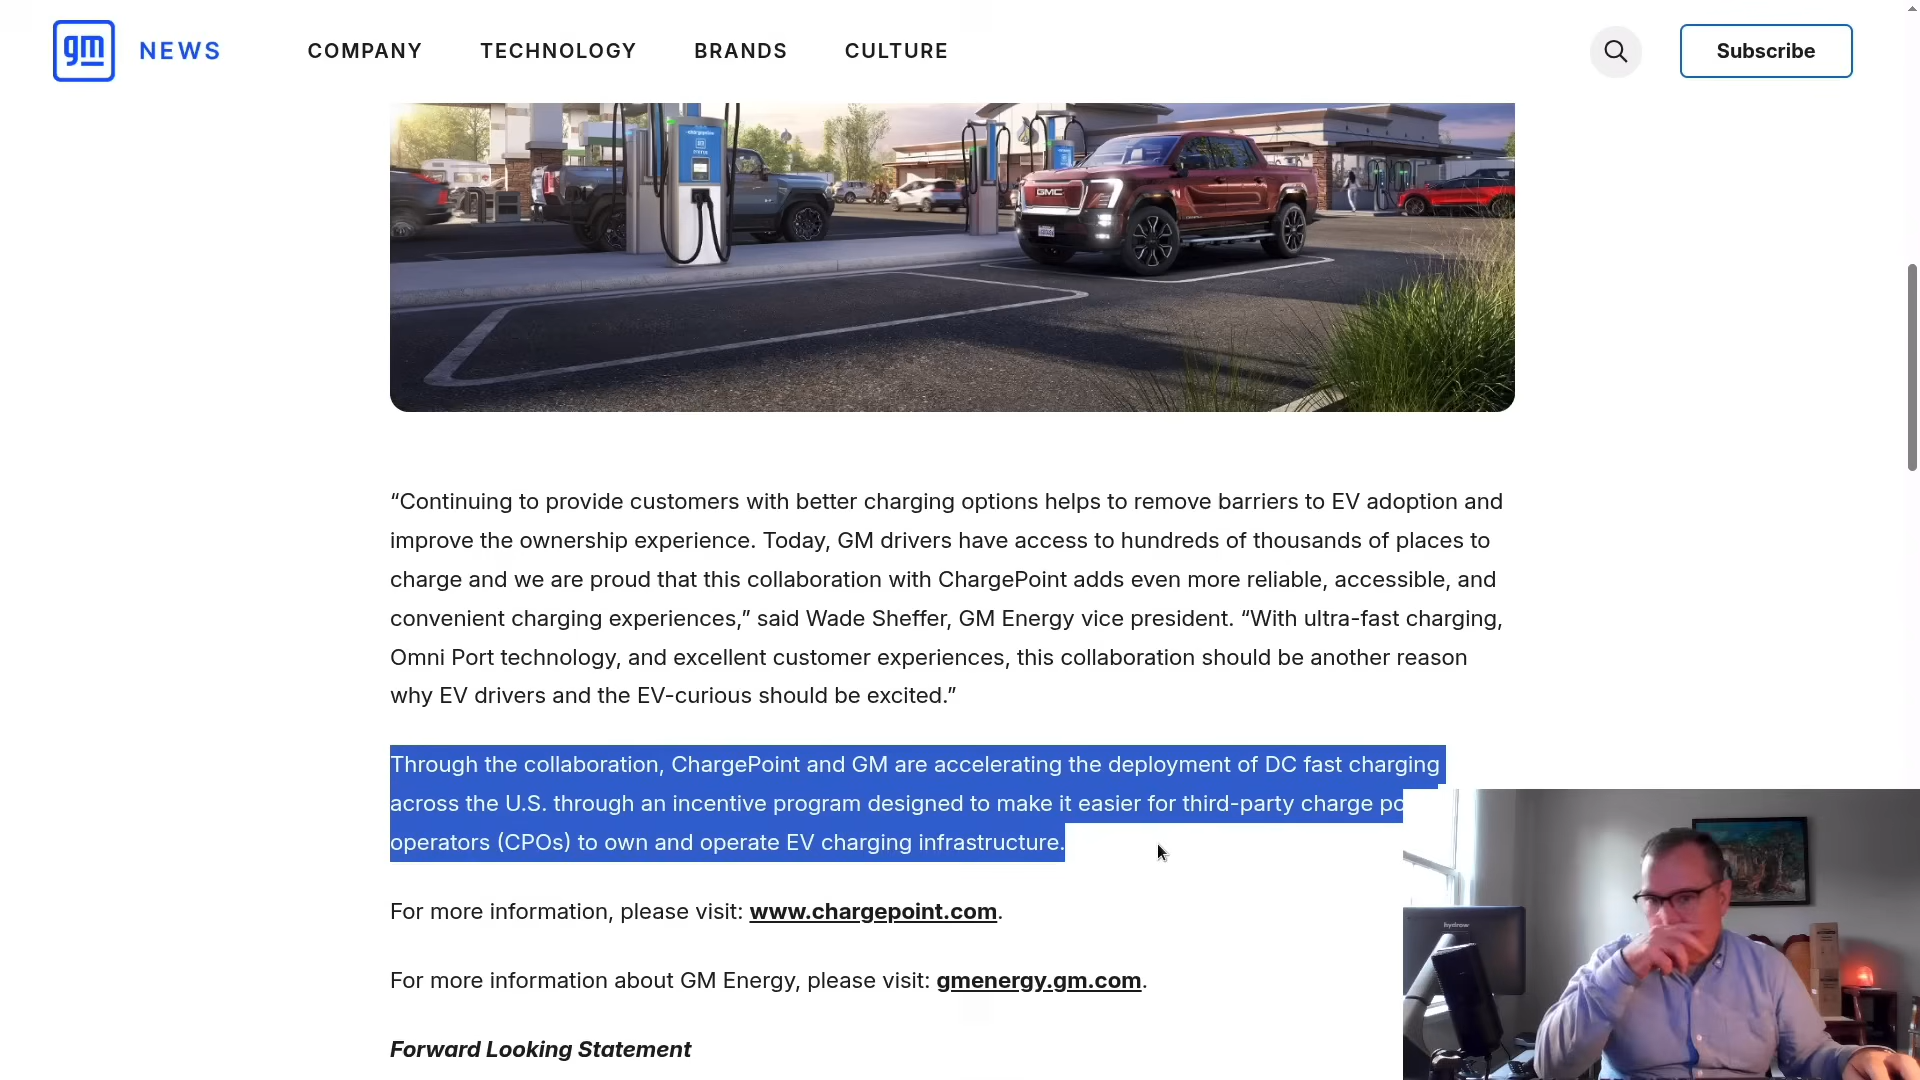 gm NEWS COMPANY TECHNOLOGY BRANDS CULTURE Subscribe
chargepoint
gm
GMC
“Continuing to provide customers with better charging options helps to remove barriers to EV adoption and
improve the ownership experience. Today, GM drivers have access to hundreds of thousands of places to
charge and we are proud that this collaboration with ChargePoint adds even more reliable, accessible, and
convenient charging experiences,” said Wade Sheffer, GM Energy vice president. “With ultra-fast charging,
Omni Port technology, and excellent customer experiences, this collaboration should be another reason
why EV drivers and the EV-curious should be excited.”
Through the collaboration, ChargePoint and GM are accelerating the deployment of DC fast charging
across the U.S. through an incentive program designed to make it easier for third-party charge po
operators (CPOs) to own and operate EV charging infrastructure.
For more information, please visit: www.chargepoint.com.
For more information about GM Energy, please visit: gmenergy.gm.com.
Forward Looking Statement
hydrow